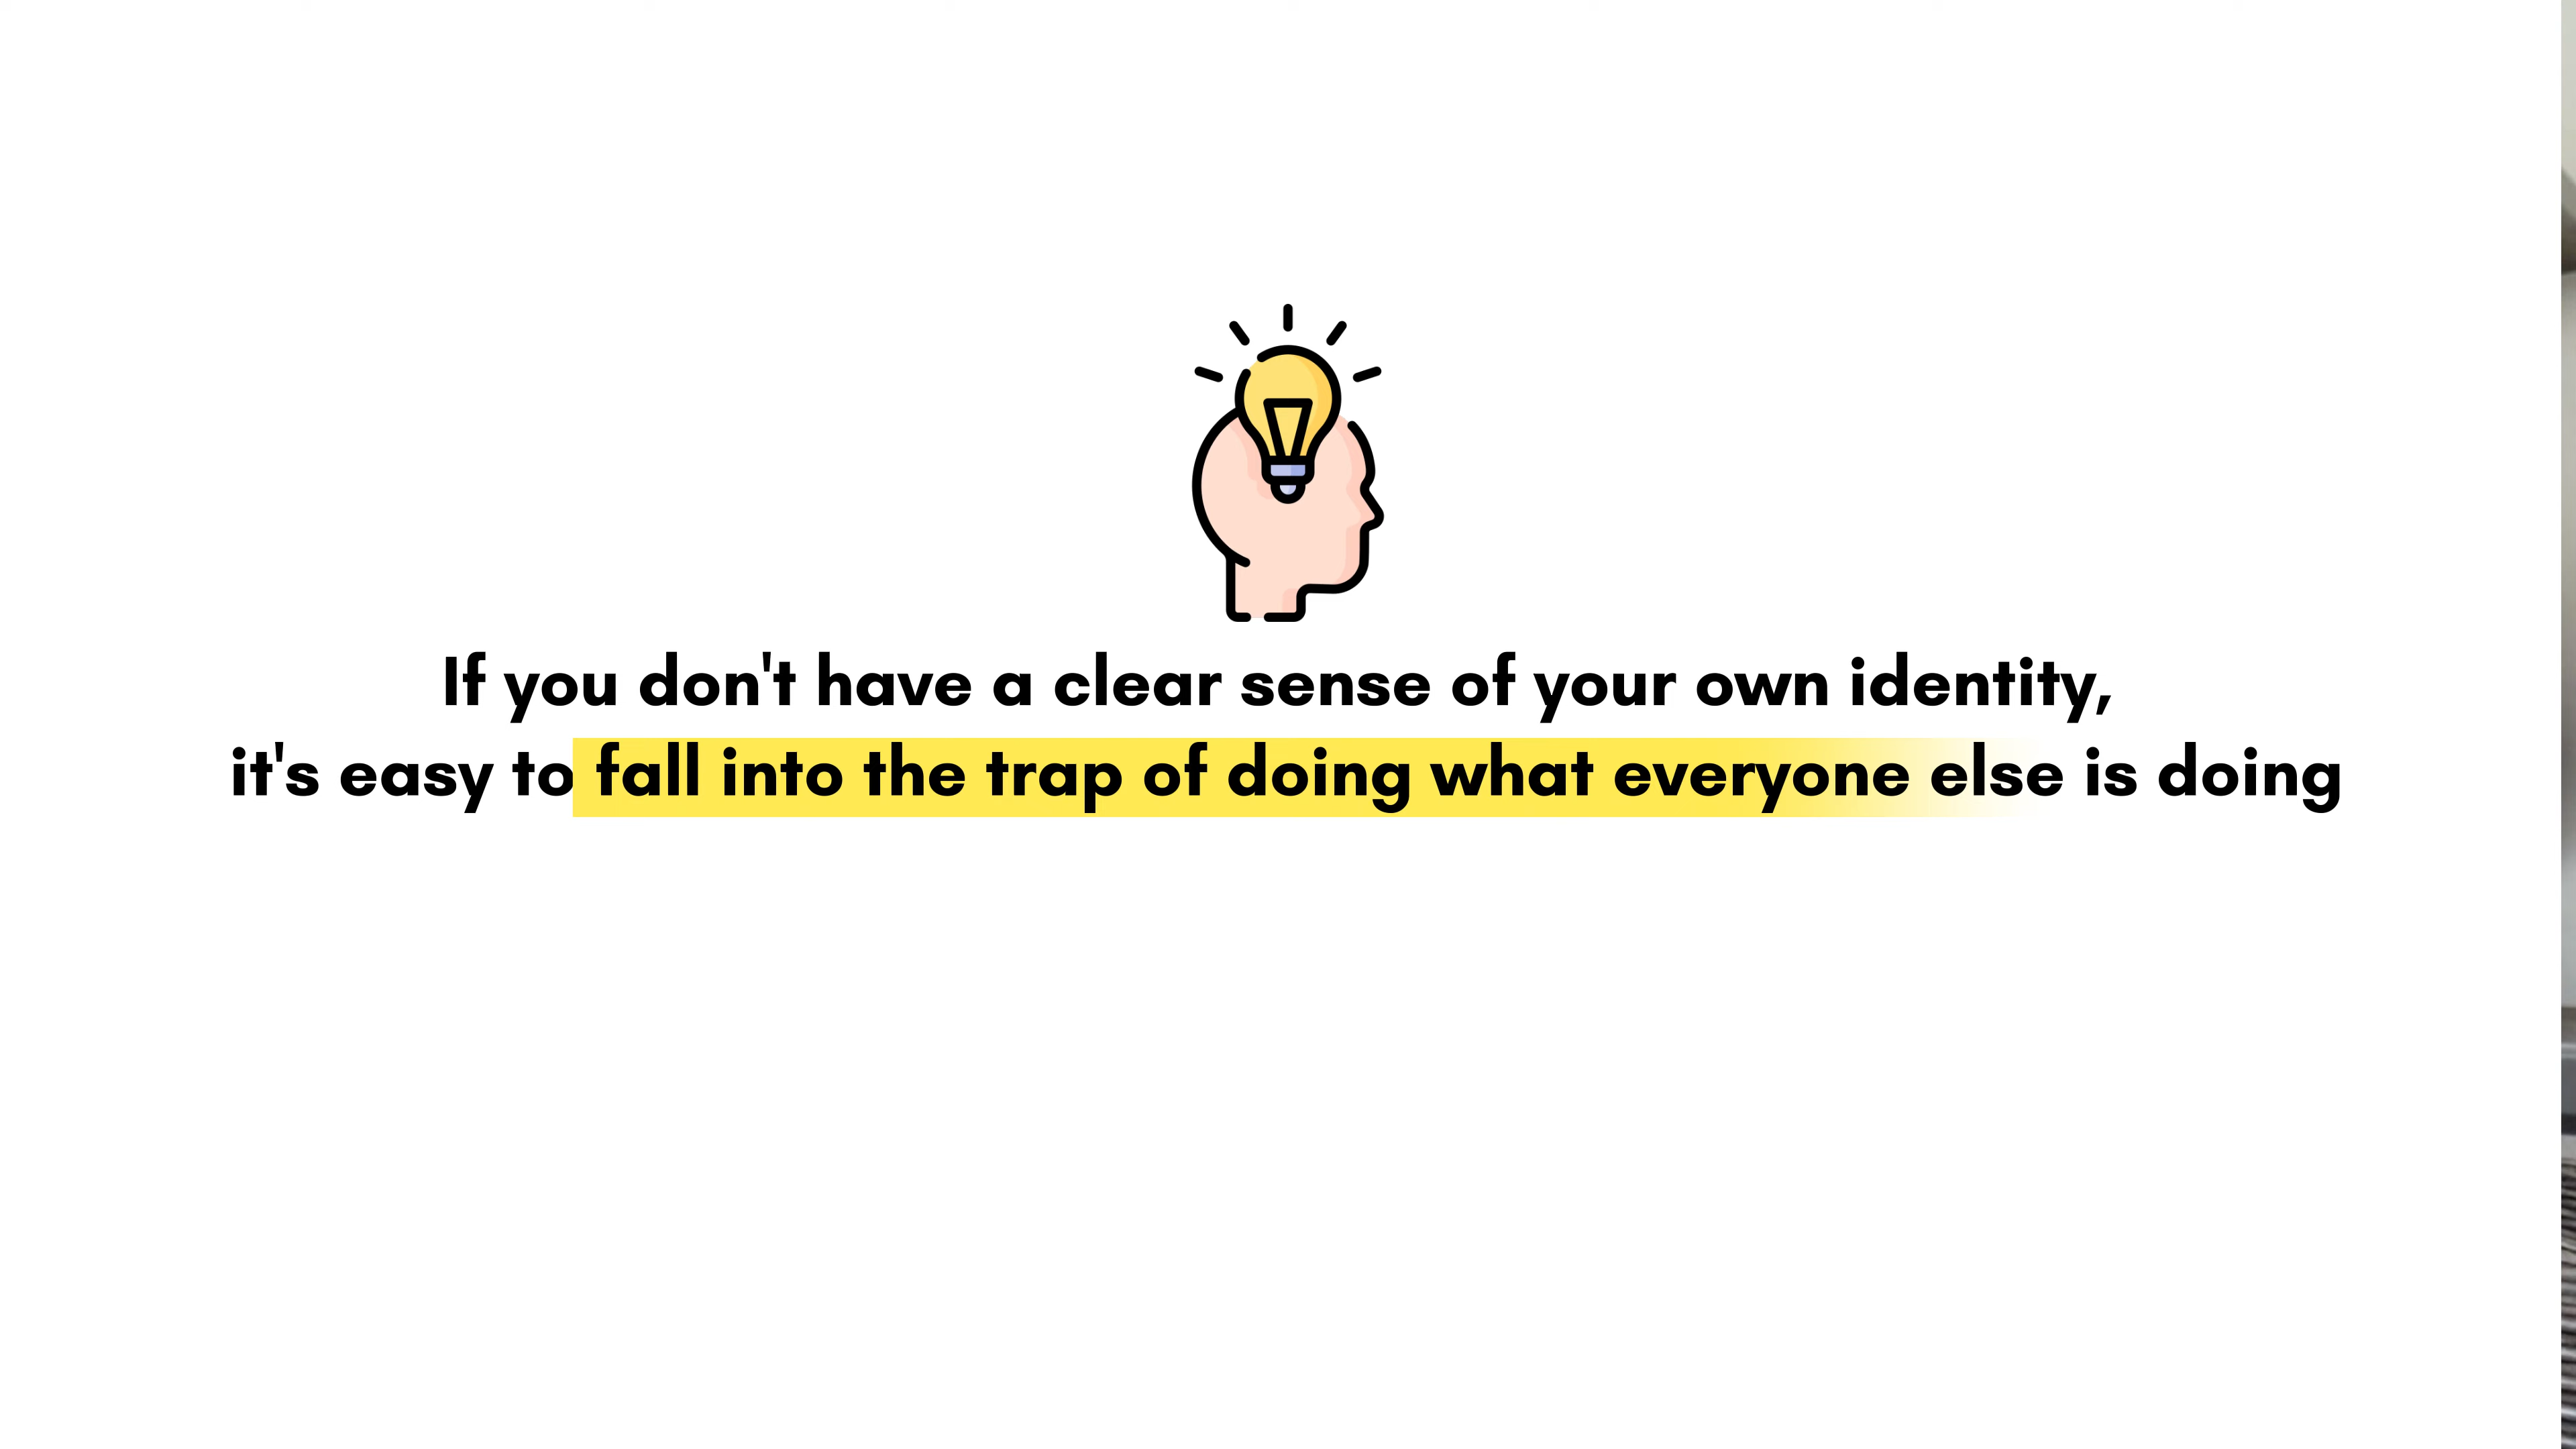 If you don't have a clear sense of your own identity,
it's easy to fall into the trap of doing what everyone else is doing